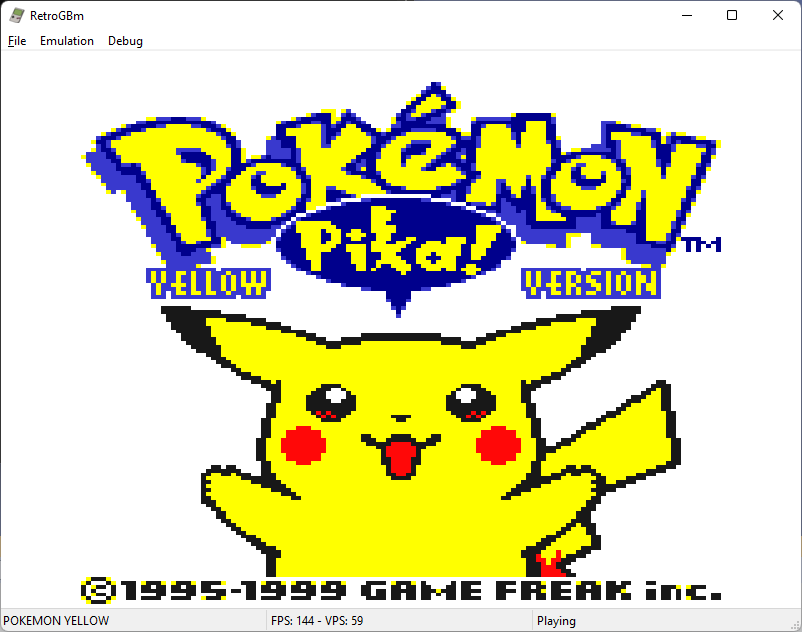 RetroGBm
File Emulation Debug
POKéMON
TM
Pika!
YELLOW VERSION
©1995-1999 GAME FREAK inc.
POKEMON YELLOW FPS: 144 - VPS: 59 Playing